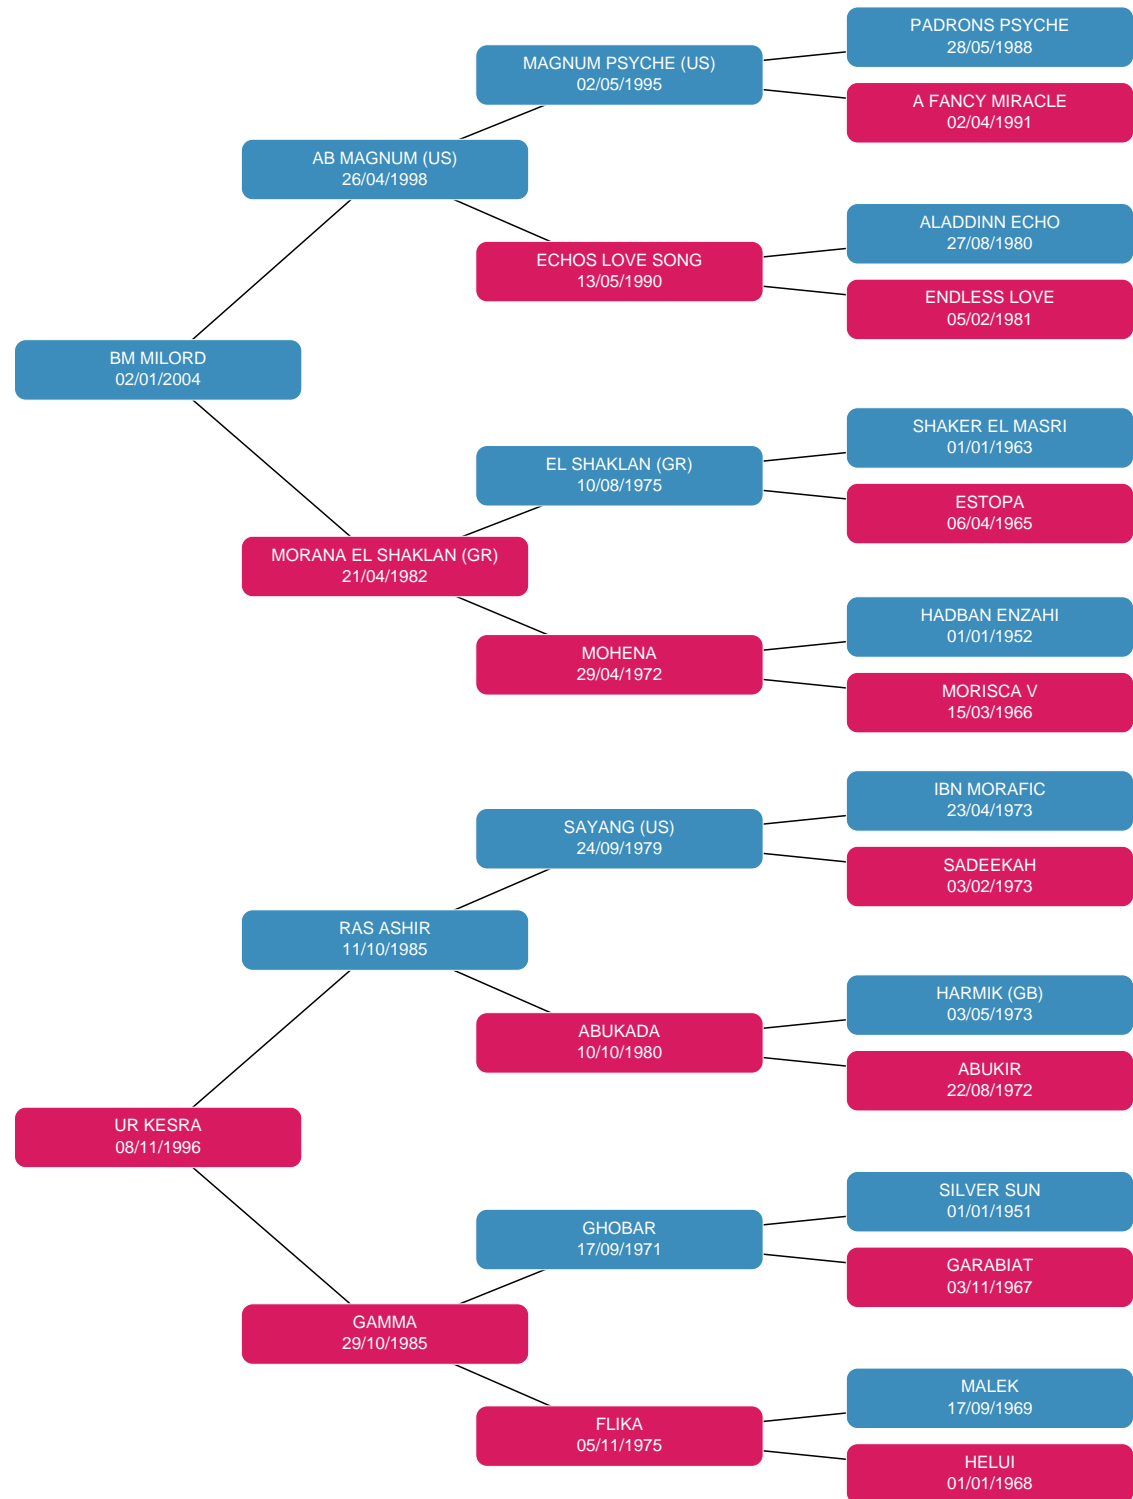 PADRONS PSYCHE
28/05/1988
MAGNUM PSYCHE (US)
02/05/1995
A FANCY MIRACLE
02/04/1991
AB MAGNUM (US)
26/04/1998
ALADDINN ECHO
27/08/1980
ECHOS LOVE SONG
13/05/1990
ENDLESS LOVE
05/02/1981
BM MILORD
02/01/2004
SHAKER EL MASRI
01/01/1963
EL SHAKLAN (GR)
10/08/1975
ESTOPA
06/04/1965
MORANA EL SHAKLAN (GR)
21/04/1982
HADBAN ENZAHI
01/01/1952
MOHENA
29/04/1972
MORISCA V
15/03/1966
IBN MORAFIC
23/04/1973
SAYANG (US)
24/09/1979
SADEEKAH
03/02/1973
RAS ASHIR
11/10/1985
HARMIK (GB)
03/05/1973
ABUKADA
10/10/1980
ABUKIR
22/08/1972
UR KESRA
08/11/1996
SILVER SUN
01/01/1951
GHOBAR
17/09/1971
GARABIAT
03/11/1967
GAMMA
29/10/1985
MALEK
17/09/1969
FLIKA
05/11/1975
HELUI
01/01/1968